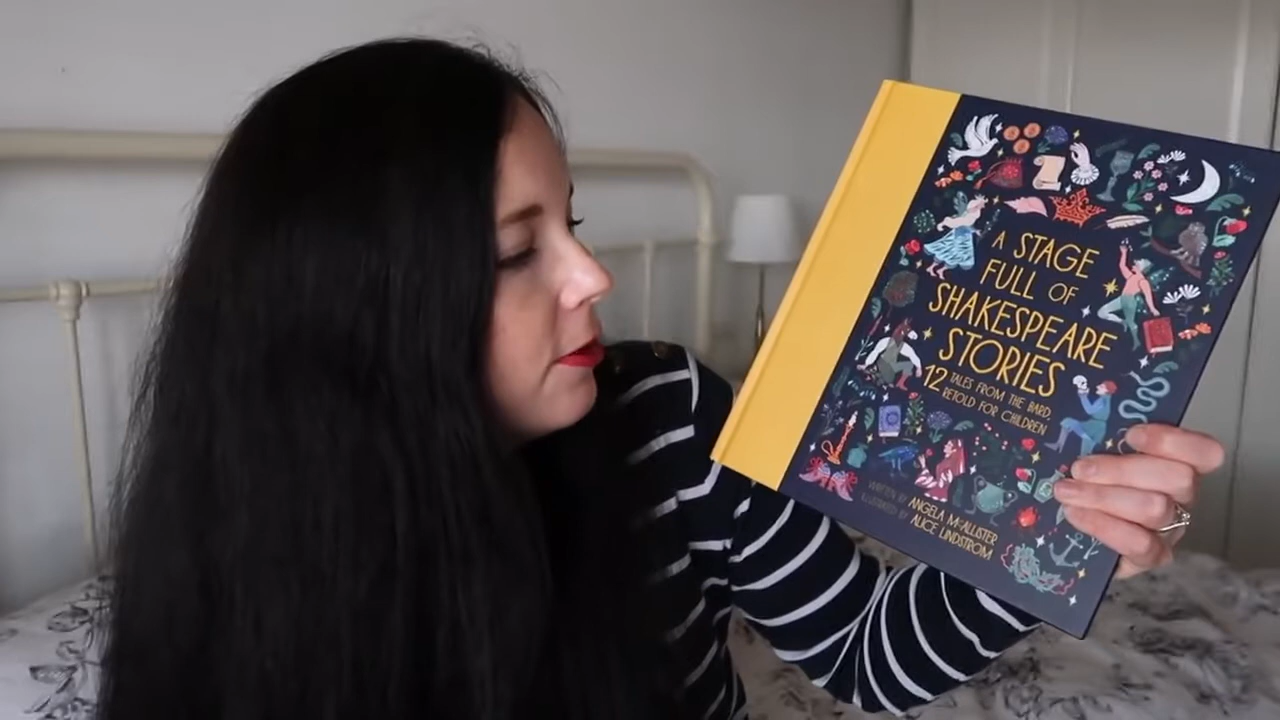 A STAGE
FULL OF
SHAKESPEARE
STORIES
12 TALES FROM THE BARD,
RETOLD FOR CHILDREN
WRITTEN BY ANGELA MCALLISTER
ILLUSTRATED BY ALICE LINDSTROM